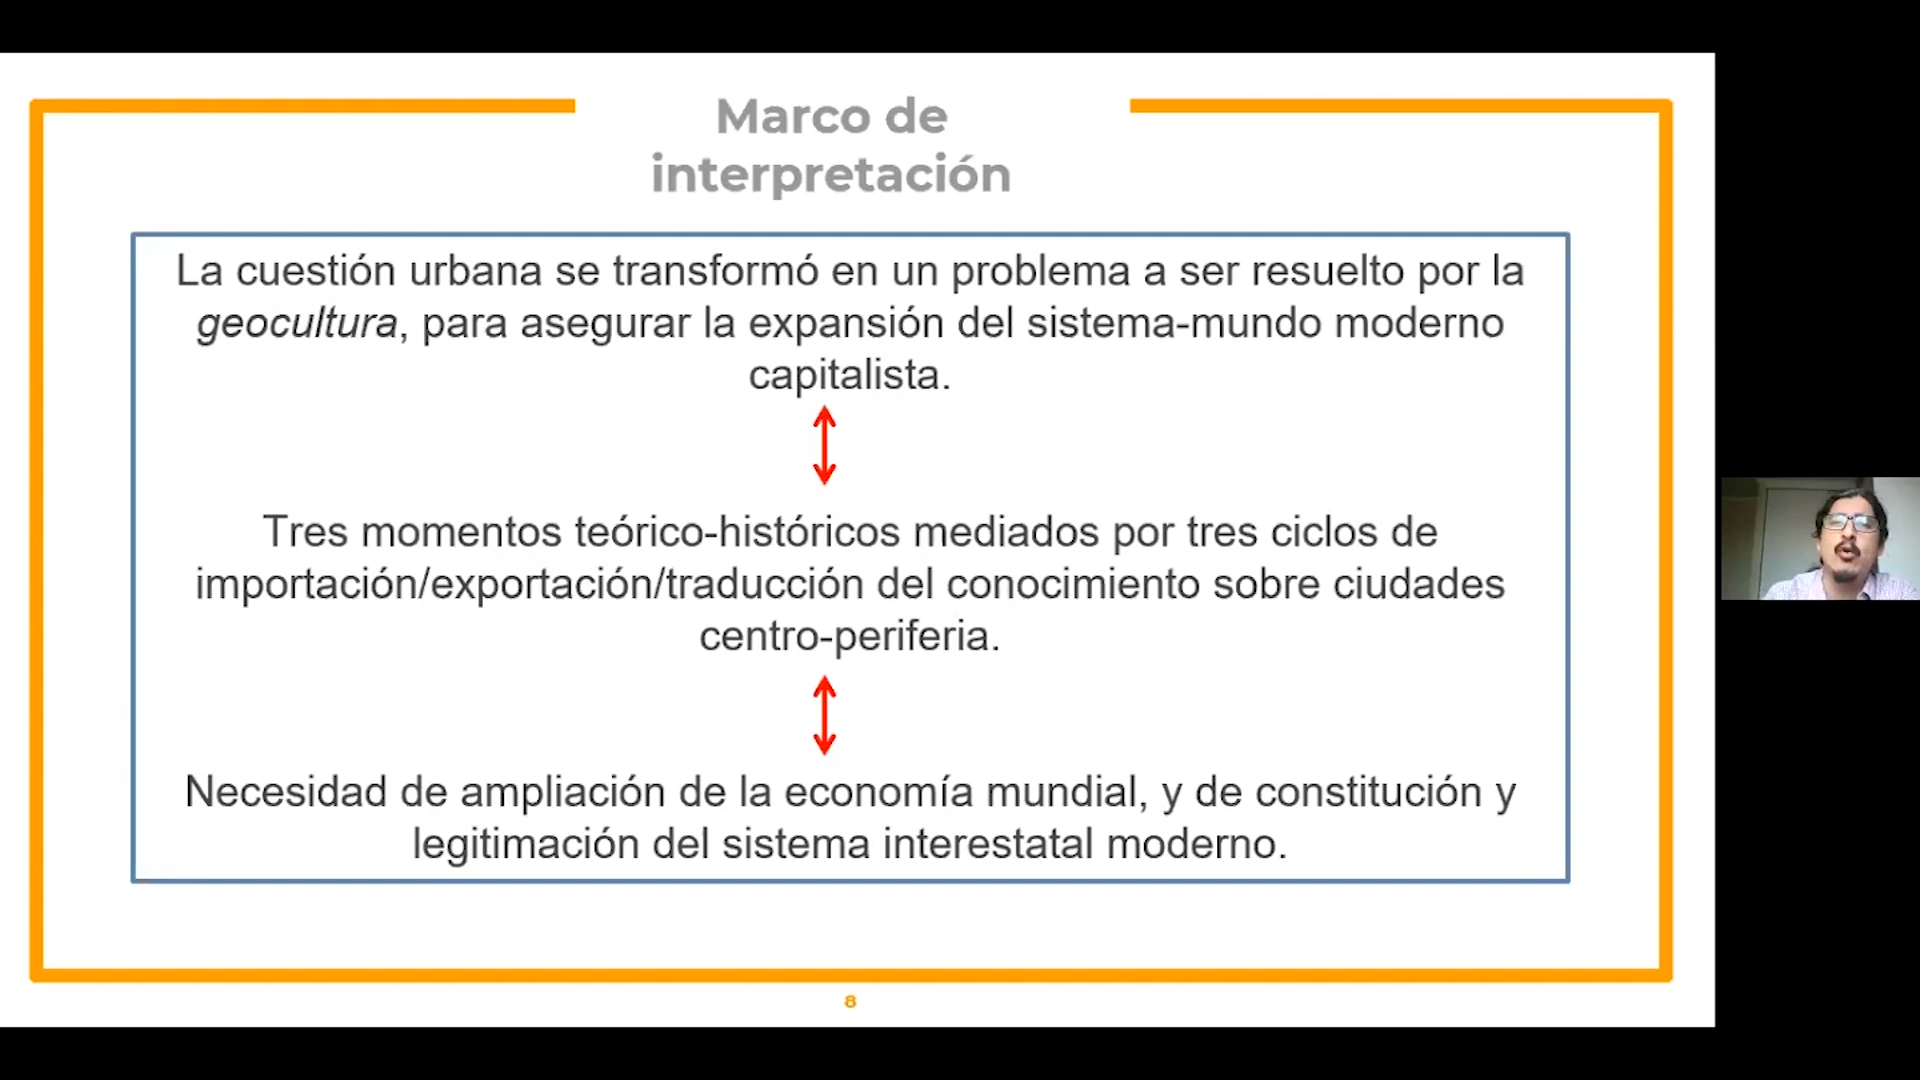 Marco de
interpretación
La cuestión urbana se transformó en un problema a ser resuelto por la
geocultura, para asegurar la expansión del sistema-mundo moderno
capitalista.
Tres momentos teórico-históricos mediados por tres ciclos de
importación/exportación/traducción del conocimiento sobre ciudades
centro-periferia.
Necesidad de ampliación de la economía mundial, y de constitución y
legitimación del sistema interestatal moderno.
8